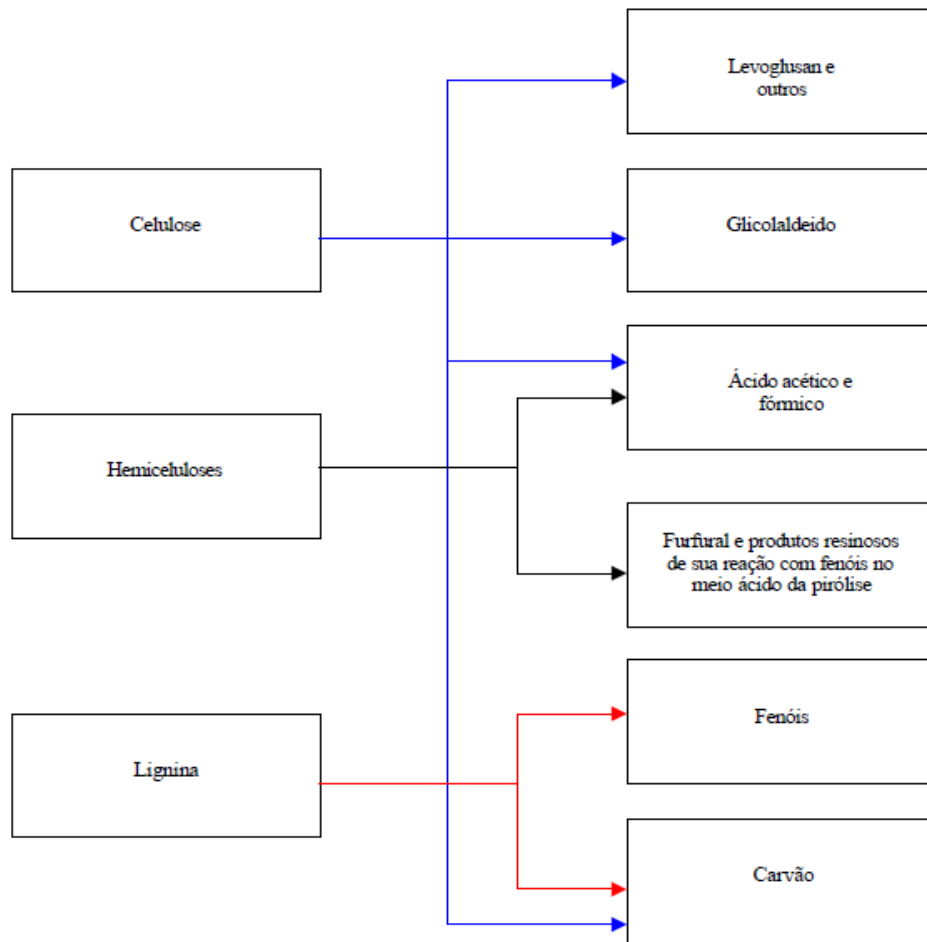 Levoglusan e
outros
Celulose
Glicolaldeido
Ácido acético e
fórmico
Hemiceluloses
Furfural e produtos resinosos
de sua reação com fenóis no
meio ácido da pirólise
Fenóis
Lignina
Carvão